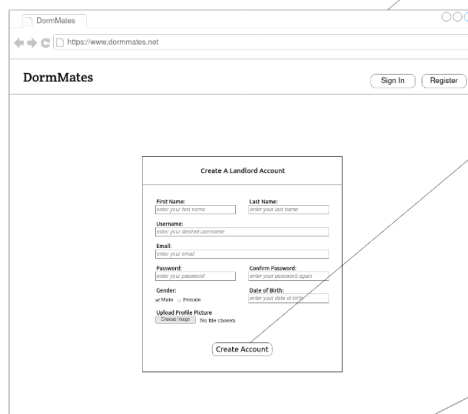 DormMates
https://www.dormmates.net
DormMates
Sign In Register
Create A Landlord Account
First Name: Last Name:
enter your first name enter your last name
Username:
enter your desired username
Email:
enter your email
Password: Confirm Password:
enter your password enter your password again
Gender: Date of Birth:
Male Female enter your date of birth
Upload Profile Picture
Choose Image No file chosen
Create Account